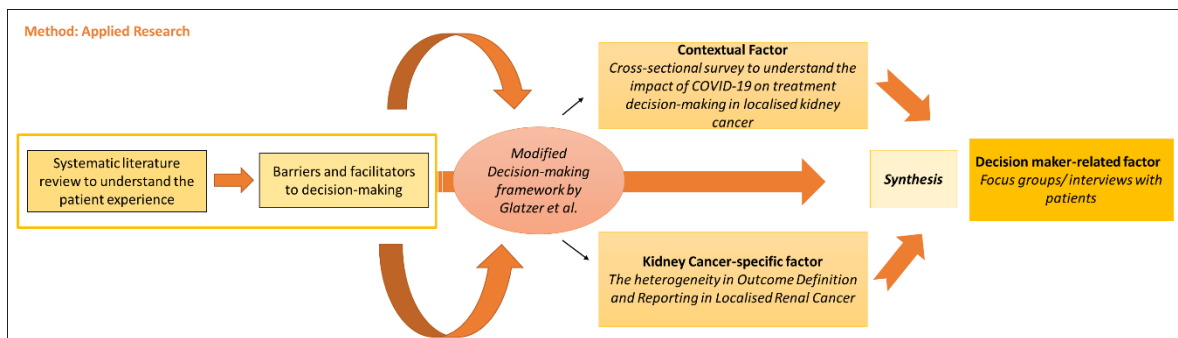 Method: Applied Research
Systematic literature
review to understand the
patient experience
Barriers and facilitators
to decision-making
Modified
Decision-making
framework by
Glatzer et al.
Contextual Factor
Cross-sectional survey to understand the
impact of COVID-19 on treatment
decision-making in localised kidney
cancer
Kidney Cancer-specific factor
The heterogeneity in Outcome Definition
and Reporting in Localised Renal Cancer
Synthesis
Decision maker-related factor
Focus groups/ interviews with
patients